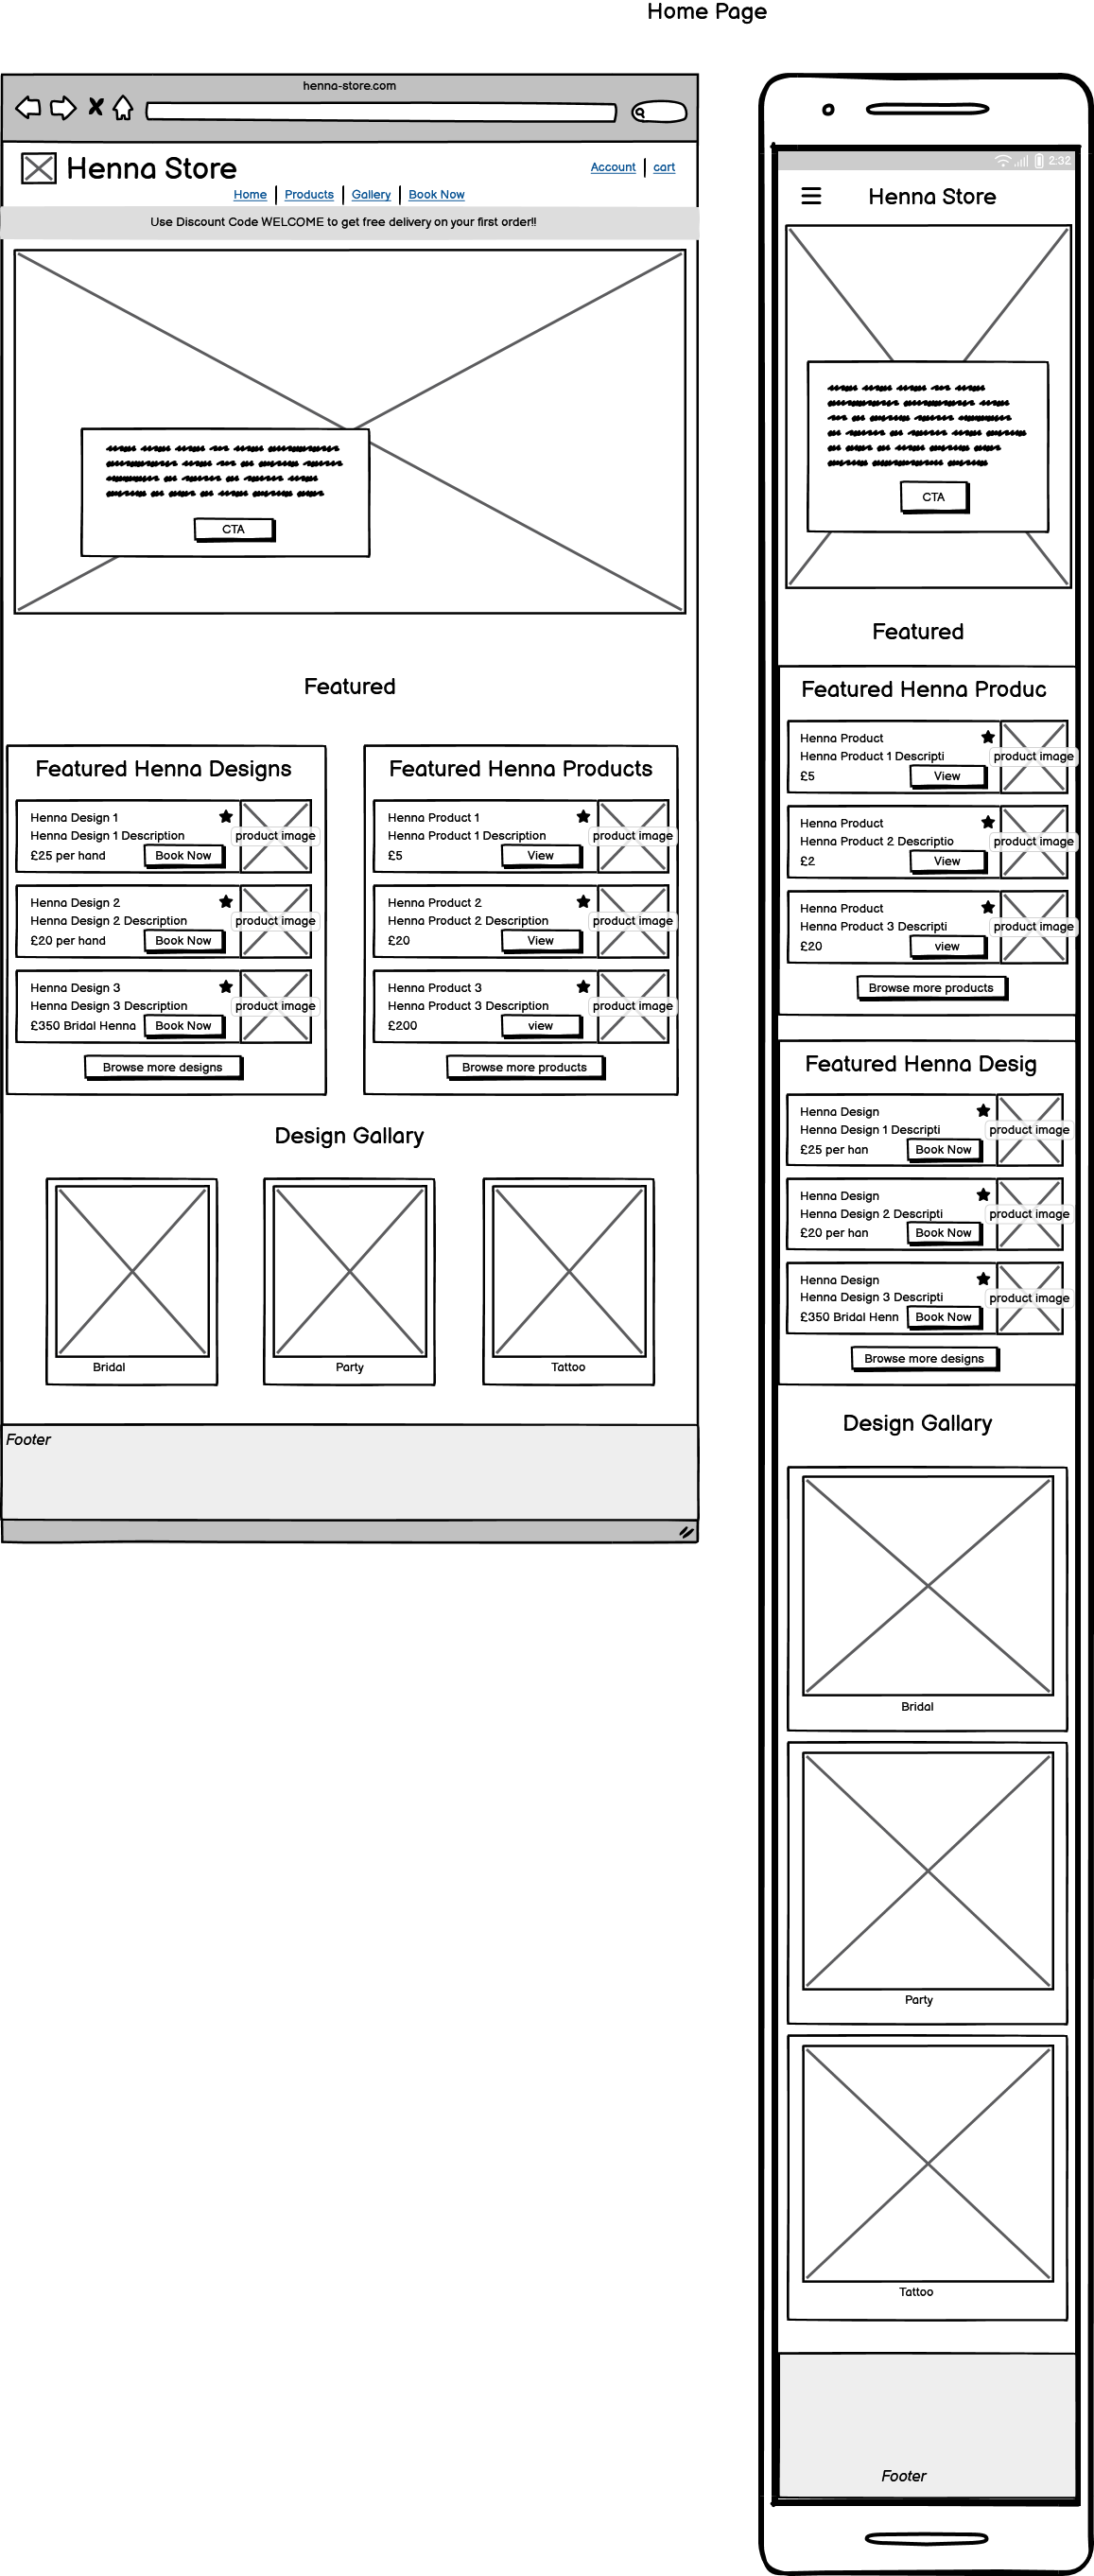 Home Page
henna-store.com
Henna Store
Account
cart
Home
Products
Gallery
Book Now
Use Discount Code WELCOME to get free delivery on your first order!!
CTA
Featured
Featured Henna Designs
Henna Design 1
Henna Design 1 Description
£25 per hand
Book Now
product image
Henna Design 2
Henna Design 2 Description
£20 per hand
Book Now
product image
Henna Design 3
Henna Design 3 Description
£350 Bridal Henna
Book Now
product image
Browse more designs
Featured Henna Products
Henna Product 1
Henna Product 1 Description
£5
View
product image
Henna Product 2
Henna Product 2 Description
£20
View
product image
Henna Product 3
Henna Product 3 Description
£200
view
product image
Browse more products
Design Gallary
Bridal
Party
Tattoo
Footer
2:32
Henna Store
CTA
Featured
Featured Henna Produc
Henna Product
Henna Product 1 Descripti
£5
View
product image
Henna Product
Henna Product 2 Descriptio
£2
View
product image
Henna Product
Henna Product 3 Descripti
£20
view
product image
Browse more products
Featured Henna Desig
Henna Design
Henna Design 1 Descripti
£25 per han
Book Now
product image
Henna Design
Henna Design 2 Descripti
£20 per han
Book Now
product image
Henna Design
Henna Design 3 Descripti
£350 Bridal Henn
Book Now
product image
Browse more designs
Design Gallary
Bridal
Party
Tattoo
Footer